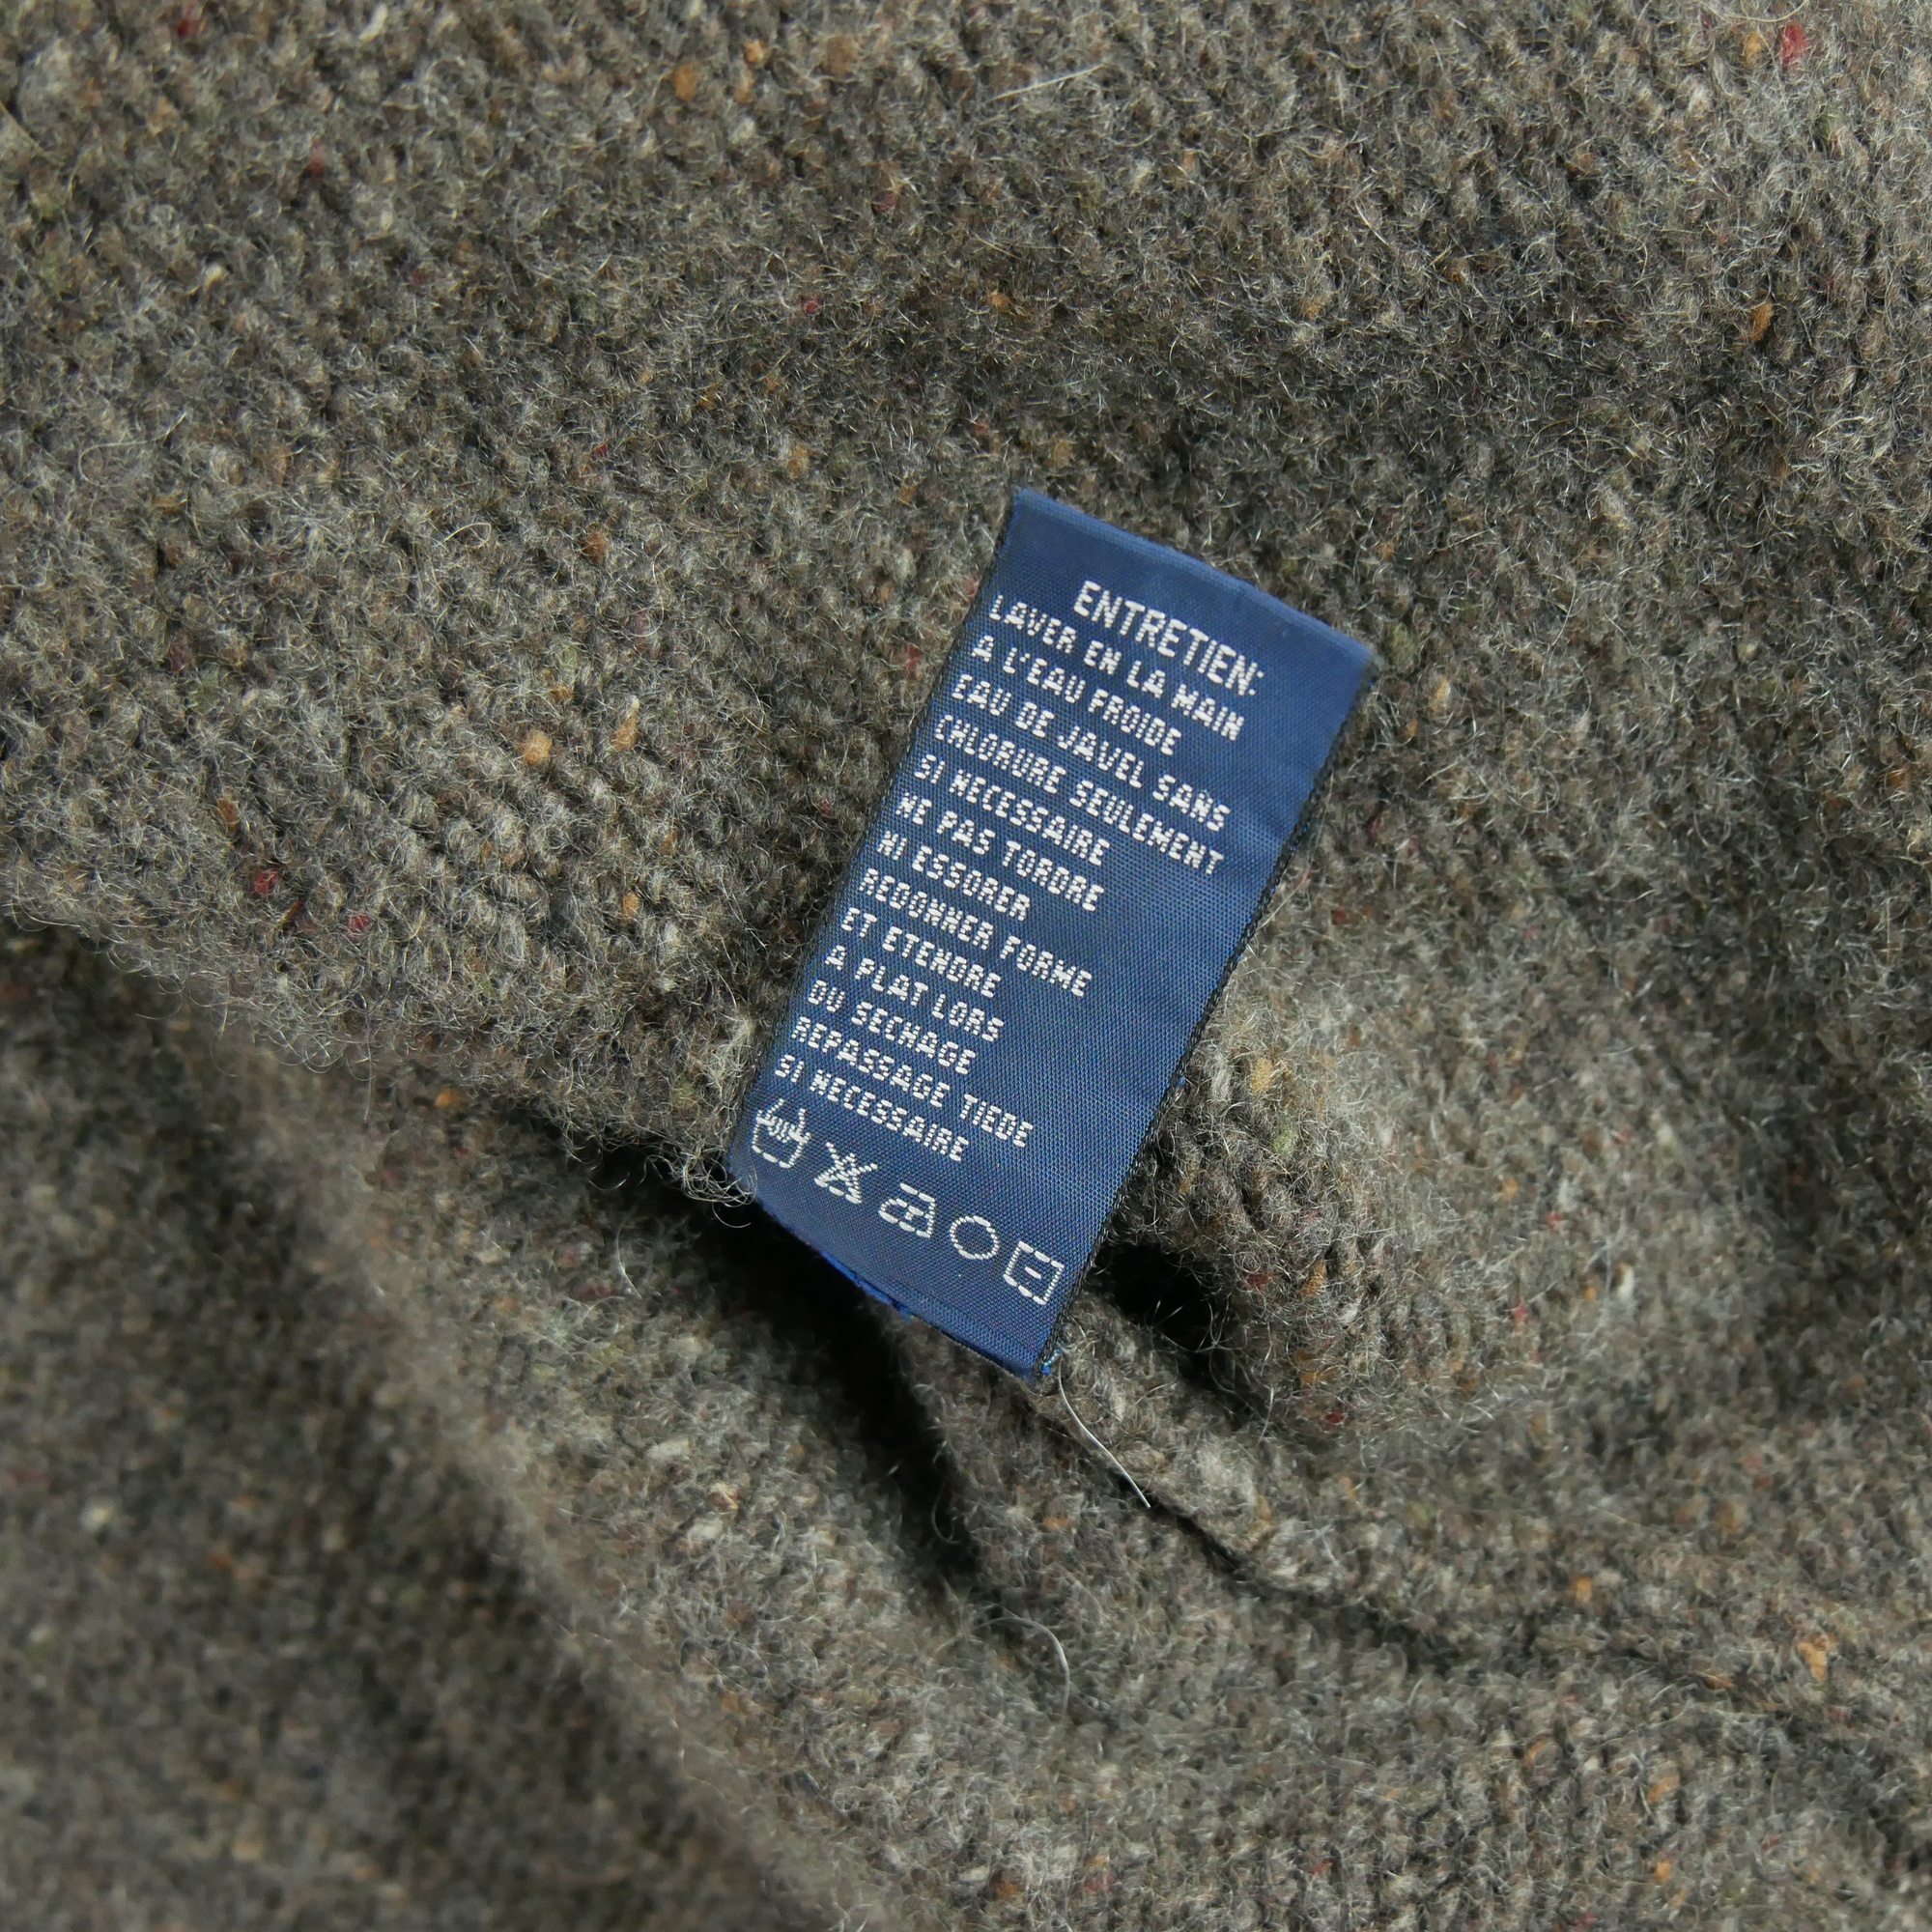 ENTRETIEN:
LAVER EN LA MAIN
A L'EAU FROIDE
EAU DE JAVEL SANS
CHLORURE SEULEMENT
SI NECESSAIRE
NE PAS TORDRE
NI ESSORER
REDONNER FORME
ET ETENDRE
A PLAT LORS
DU SECHAGE
REPASSAGE TIEDE
SI NECESSAIRE